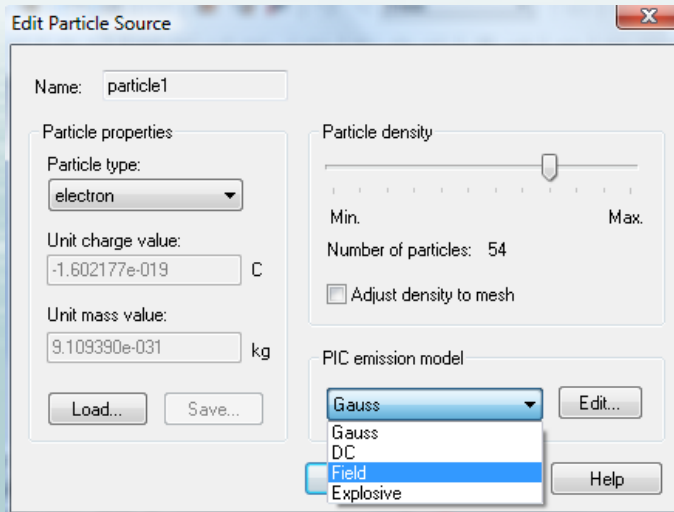 Edit Particle Source
Name: particle1
Particle properties
Particle type:
electron
Unit charge value:
-1.602177e-019 C
Unit mass value:
9.109390e-031 kg
Load... Save...
Particle density
Min. Max.
Number of particles: 54
Adjust density to mesh
PIC emission model
Gauss Edit...
Gauss
DC
Field
Explosive
Help